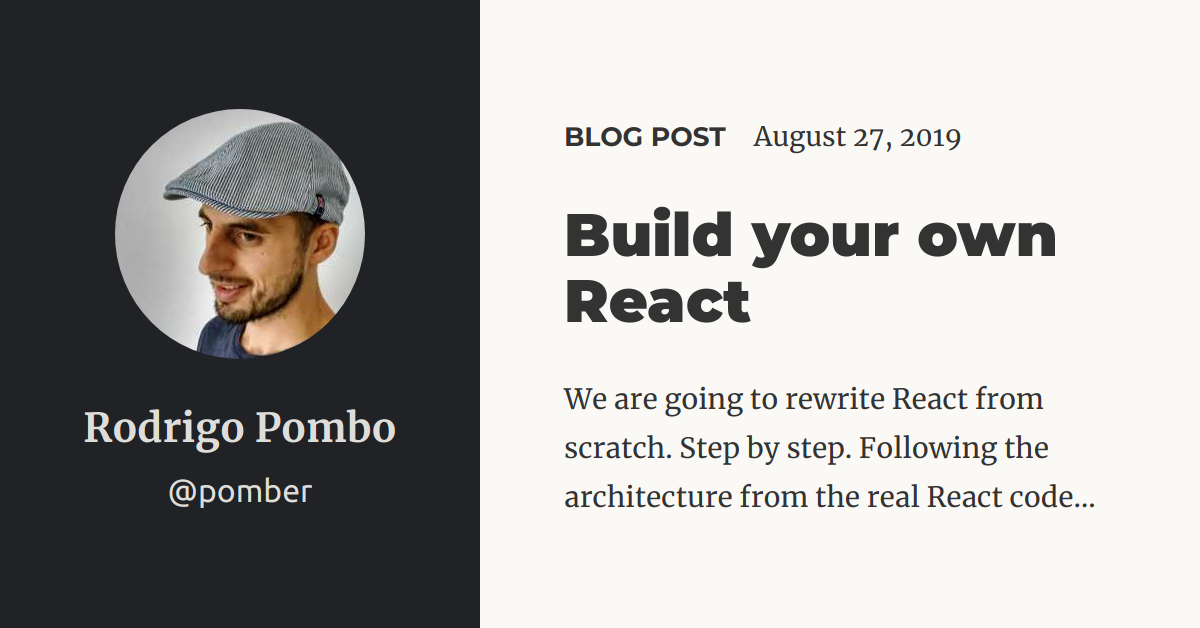 Rodrigo Pombo
@pomber
BLOG POST August 27, 2019
Build your own
React
We are going to rewrite React from
scratch. Step by step. Following the
architecture from the real React code...